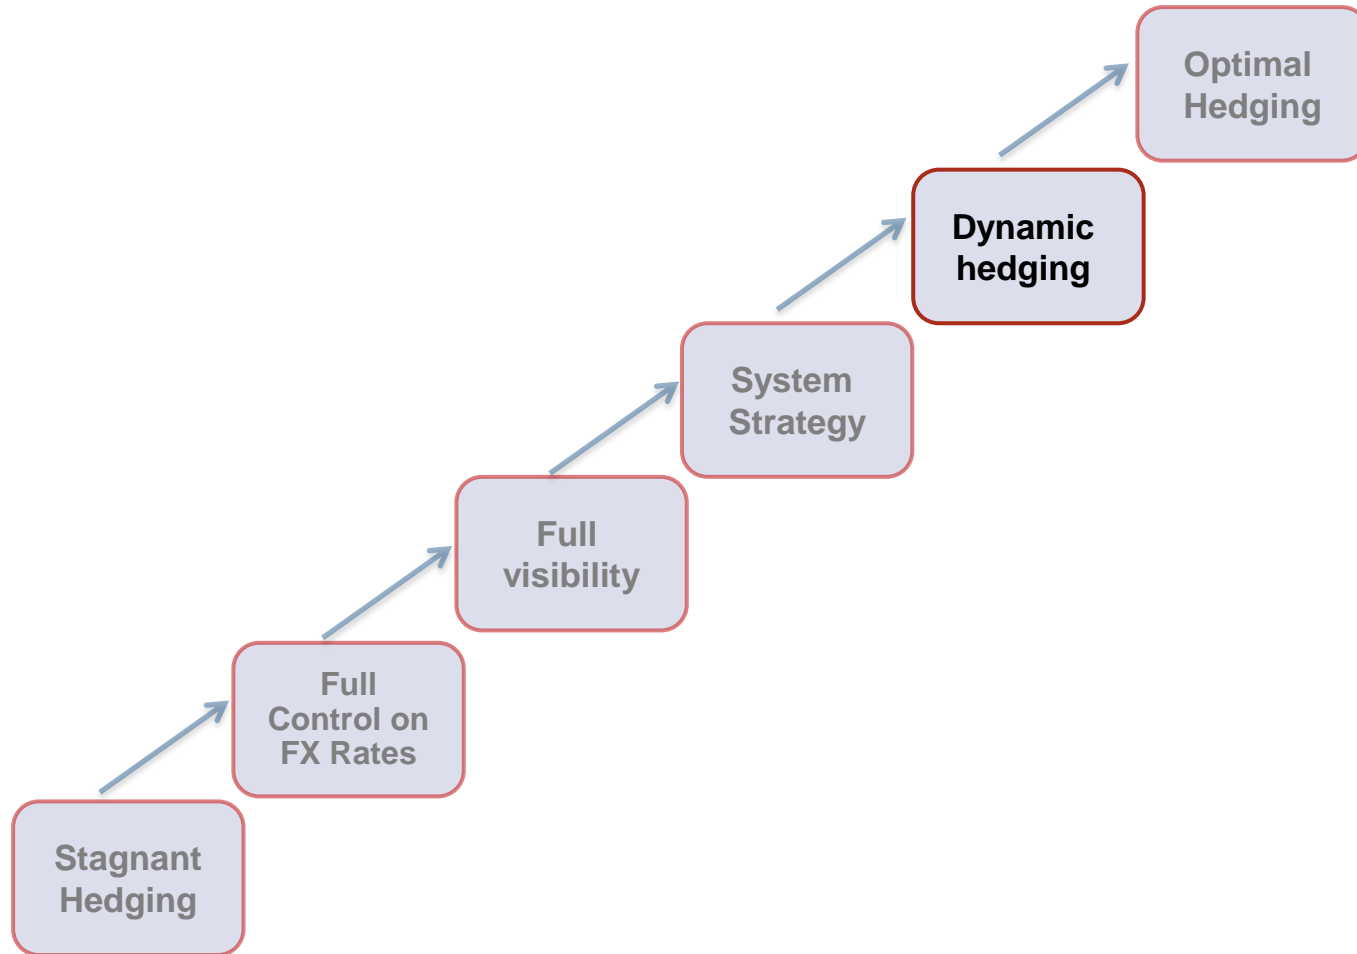 Optimal
Hedging
Dynamic
hedging
System
Strategy
Full
visibility
Full
Control on
FX Rates
Stagnant
Hedging